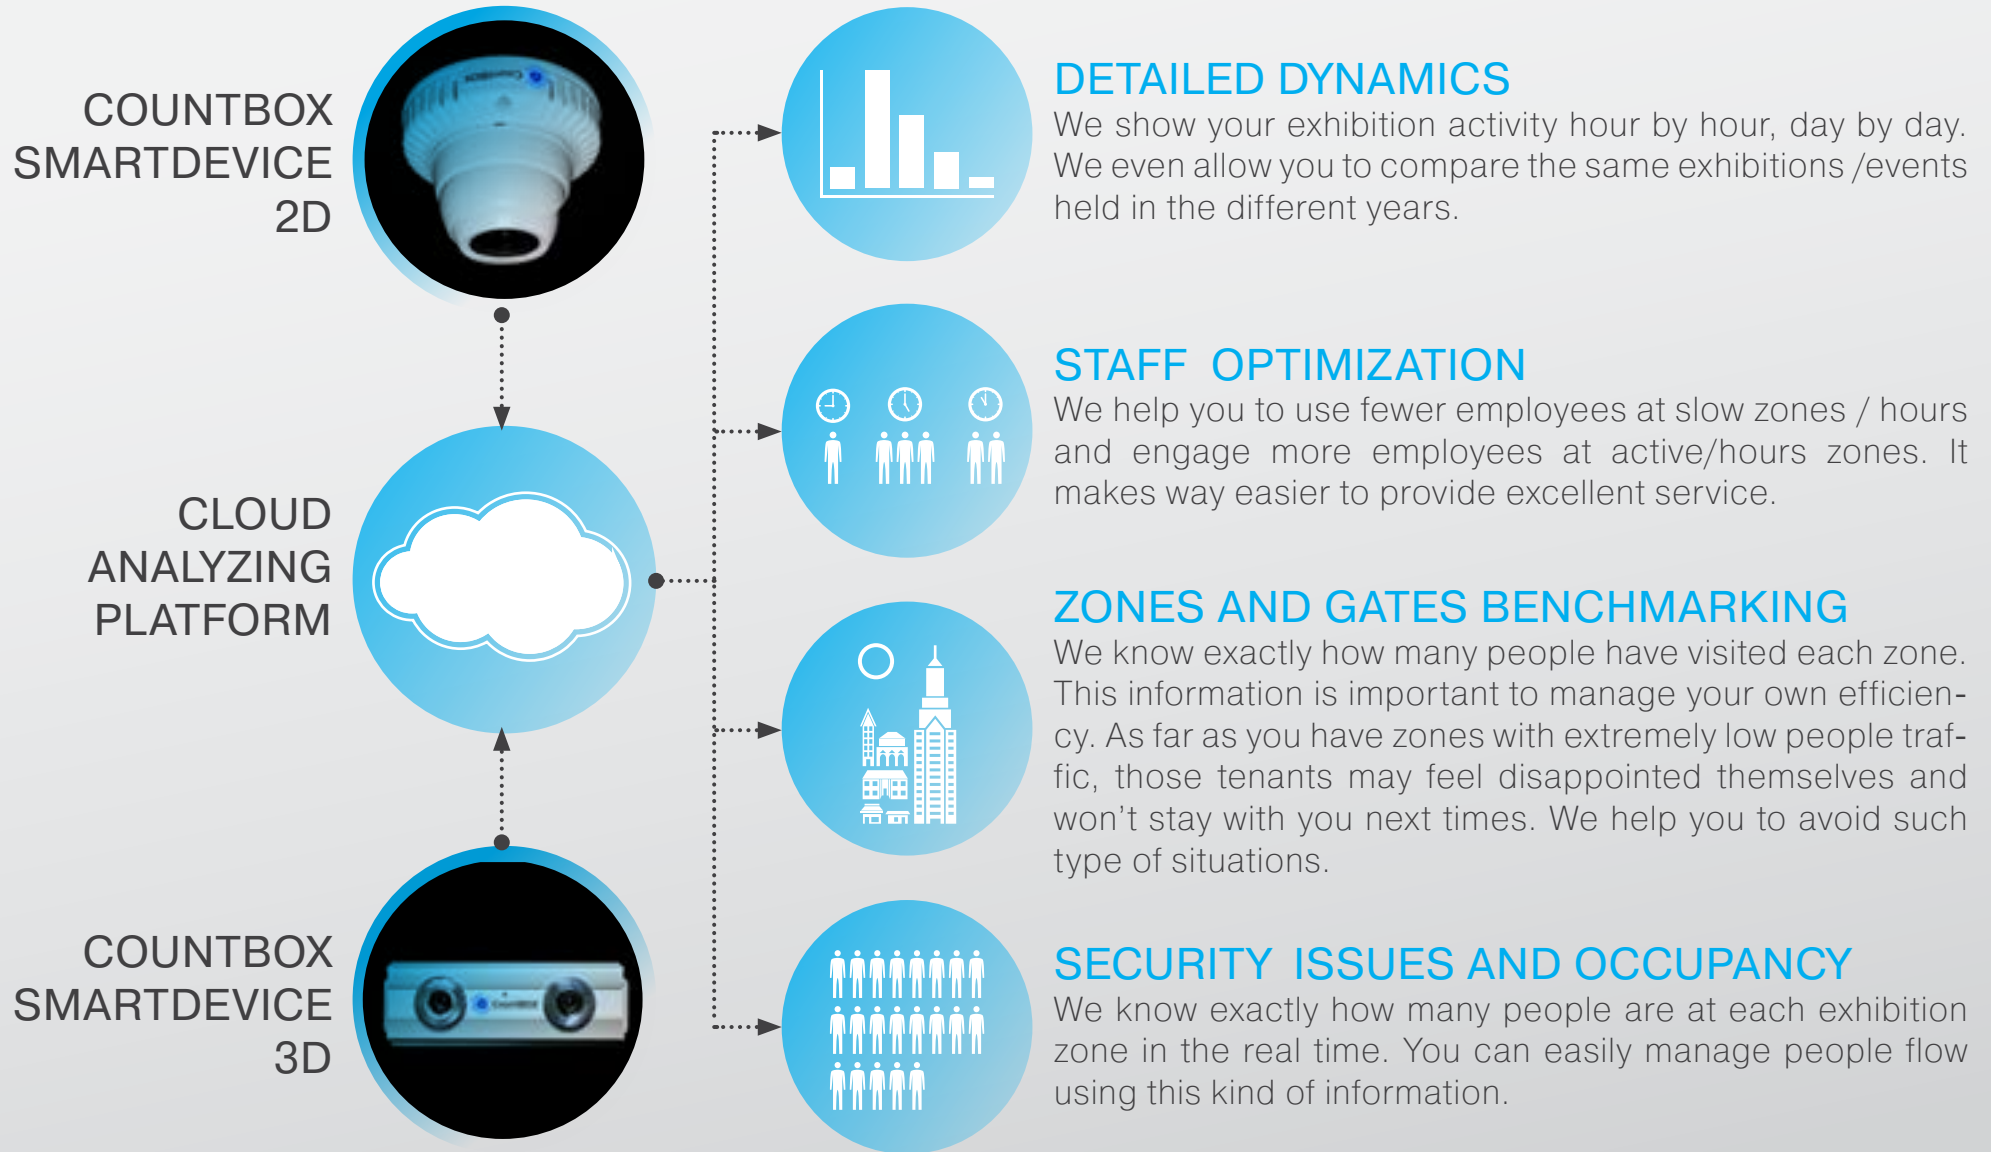 COUNTBOX
SMARTDEVICE
2D
CLOUD
ANALYZING
PLATFORM
COUNTBOX
SMARTDEVICE
3D
DETAILED DYNAMICS
We show your exhibition activity hour by hour, day by day.
We even allow you to compare the same exhibitions /events
held in the different years.
STAFF OPTIMIZATION
We help you to use fewer employees at slow zones / hours
and engage more employees at active/hours zones. It
makes way easier to provide excellent service.
ZONES AND GATES BENCHMARKING
We know exactly how many people have visited each zone.
This information is important to manage your own efficien-
cy. As far as you have zones with extremely low people traf-
fic, those tenants may feel disappointed themselves and
won't stay with you next times. We help you to avoid such
type of situations.
SECURITY ISSUES AND OCCUPANCY
We know exactly how many people are at each exhibition
zone in the real time. You can easily manage people flow
using this kind of information.